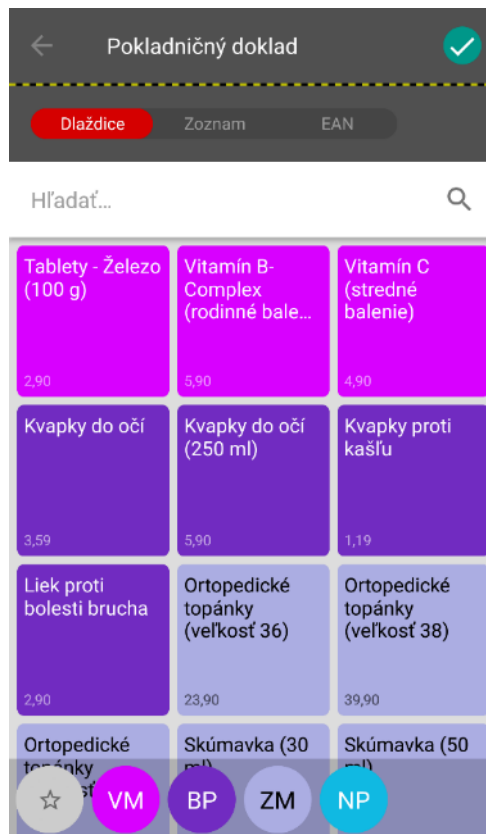 Pokladničný doklad
Dlaždice Zoznam EAN
Hľadať...
Tablety - Železo
(100 g)
2,90
Vitamín B-
Complex
(rodinné bale...
5,90
Vitamín C
(stredné
balenie)
4,90
Kvapky do očí
3,59
Kvapky do očí
(250 ml)
5,90
Kvapky proti
kašľu
1,19
Liek proti
bolesti brucha
2,90
Ortopedické
topánky
(veľkosť 36)
23,90
Ortopedické
topánky
(veľkosť 38)
39,90
Ortopedické
topánky
Skúmavka (30
ml)
Skúmavka (50
ml)
VM BP ZM NP